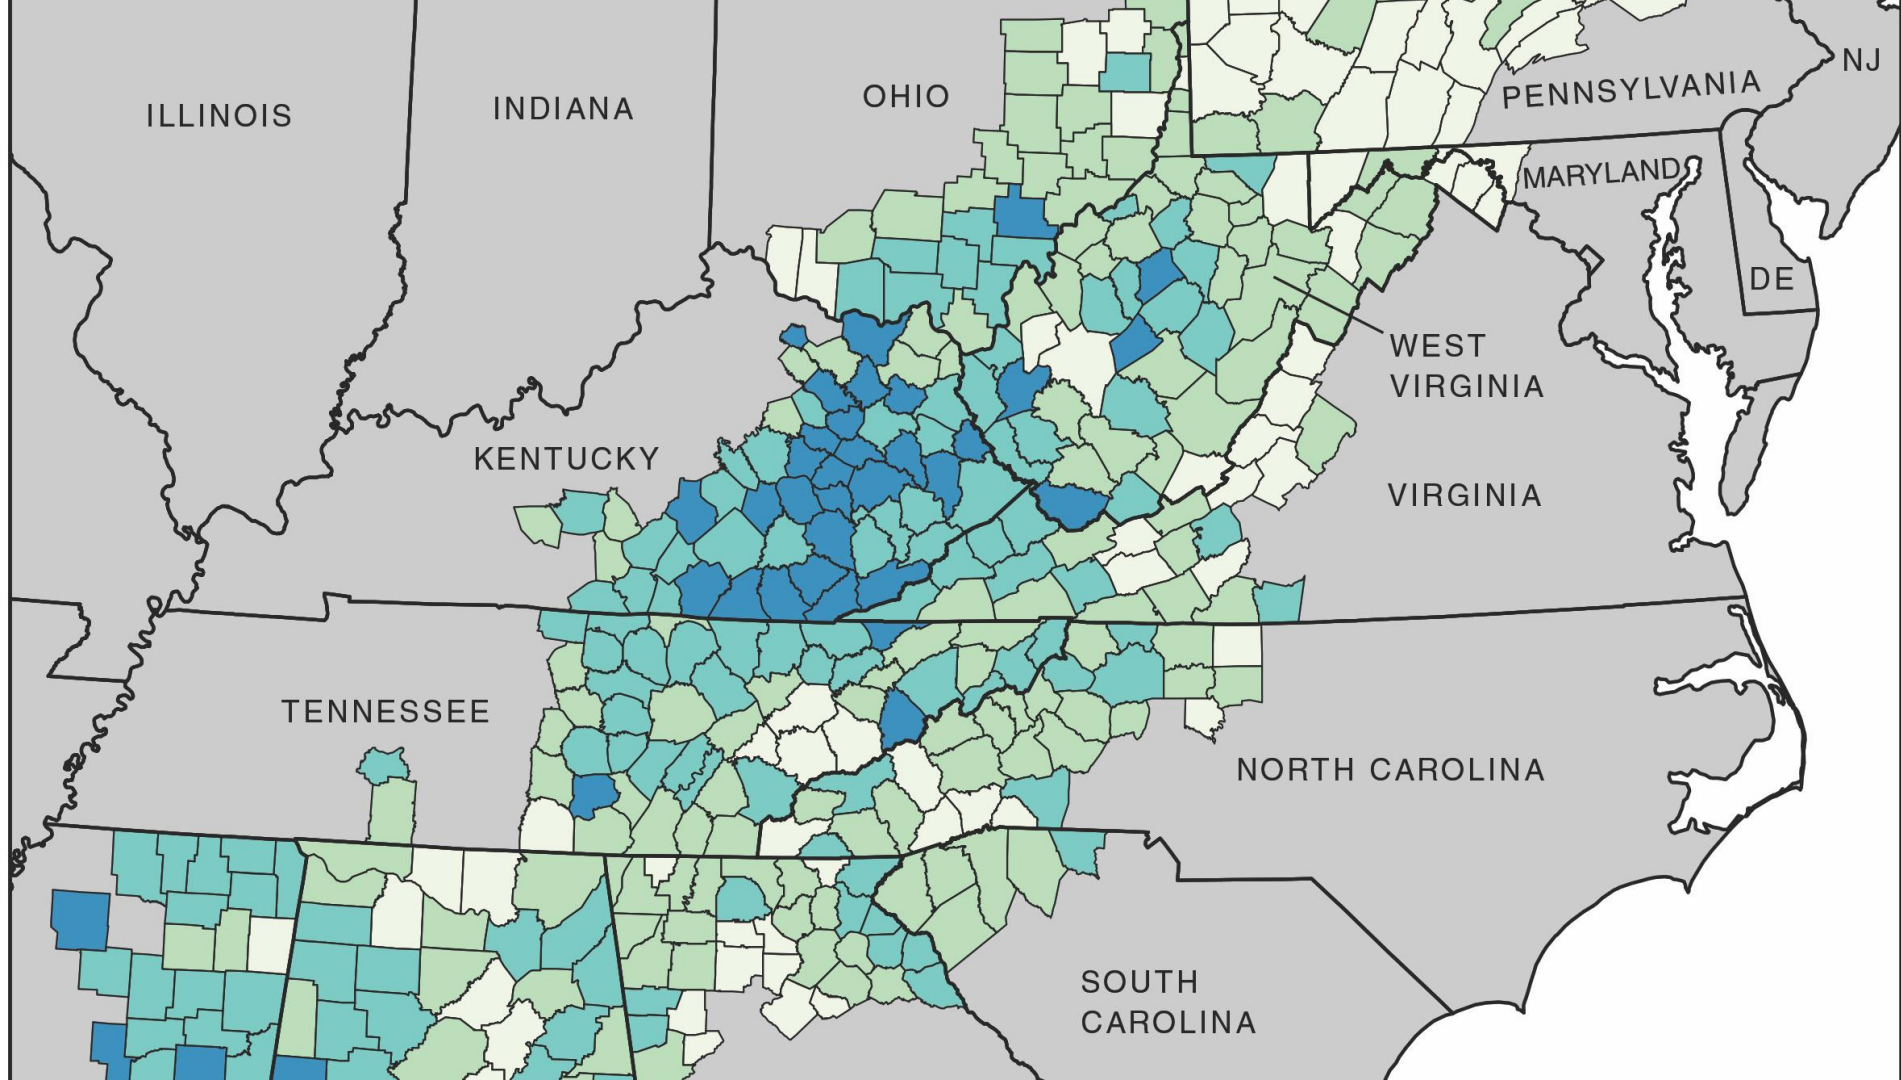 NJ
OHIO
PENNSYLVANIA
ILLINOIS
INDIANA
MARYLAND
DE
WEST
VIRGINIA
KENTUCKY
VIRGINIA
TENNESSEE
NORTH CAROLINA
SOUTH
CAROLINA